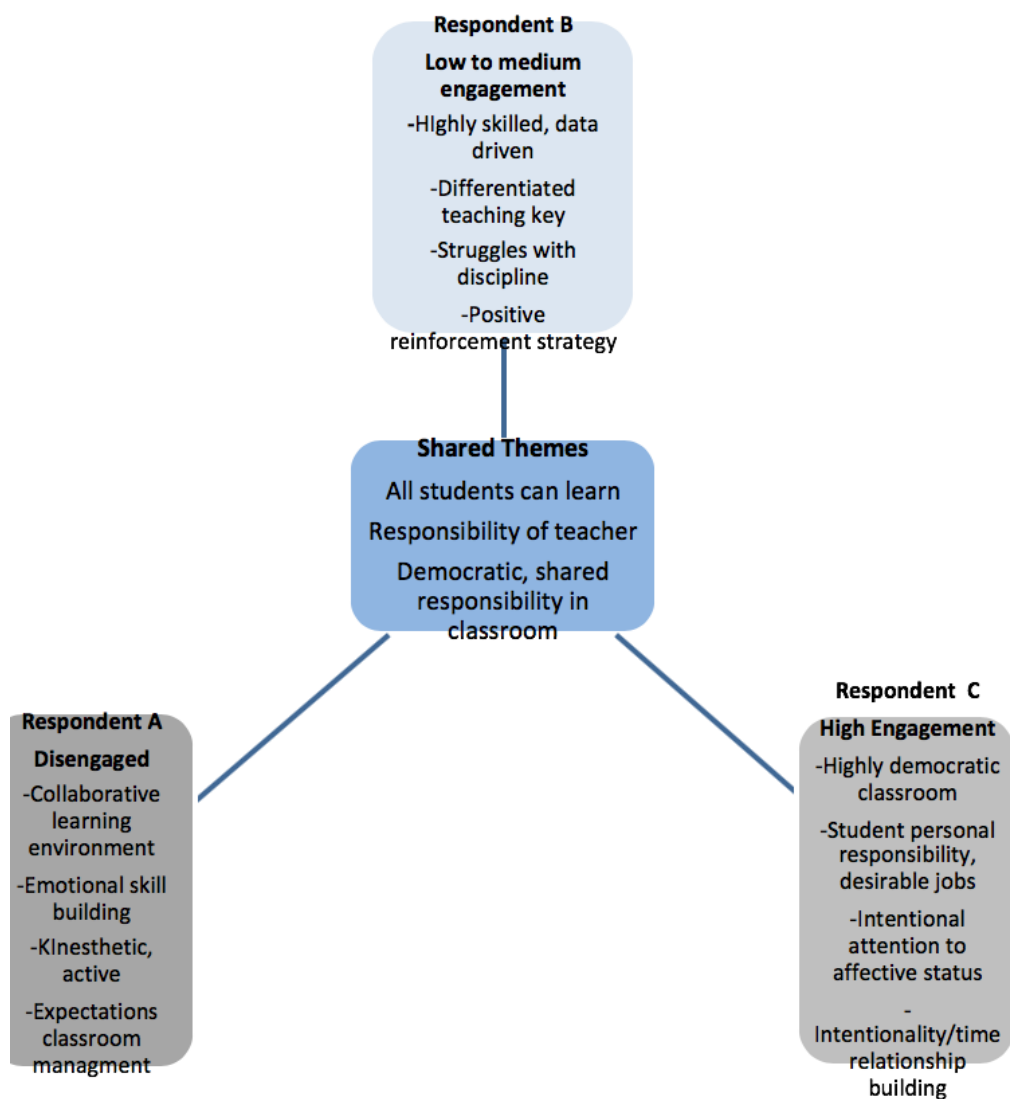 Respondent B
Low to medium
engagement
-HIghly skilled, data
driven
-Differentiated
teaching key
-Struggles with
discipline
-Positive
reinforcement strategy
Shared Themes
All students can learn
Responsibility of teacher
Democratic, shared
responsibility in
classroom
Respondent A
Disengaged
-Collaborative
learning
environment
-Emotional skill
building
-KInesthetic,
active
-Expectations
classroom
managment
Respondent C
High Engagement
-Highly democratic
classroom
-Student personal
responsibility,
desirable jobs
-Intentional
attention to
affective status
-
Intentionality/time
relationship
building